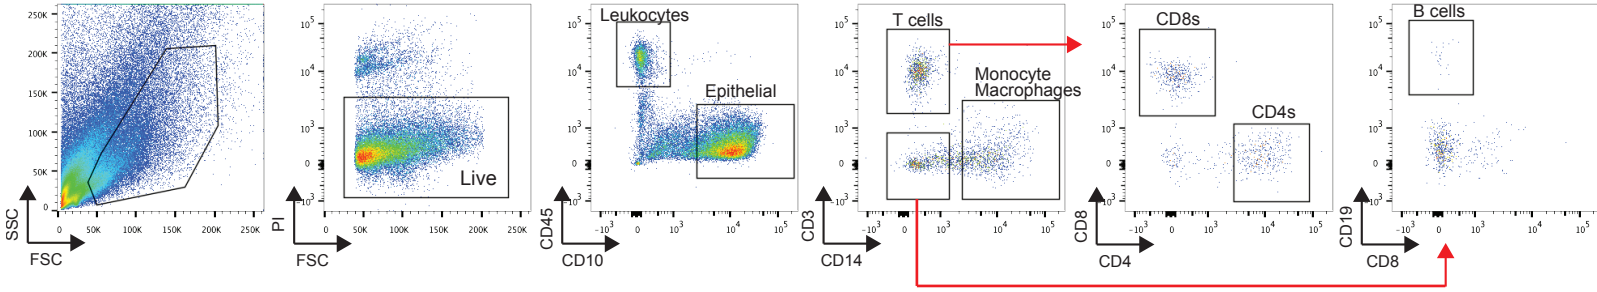 250K
200K
150K
100K
50K
0
0
50K
100K
150K
200K
250K
SSC
FSC
10^5
10^4
10^3
0
-10^3
Live
0
50K
100K
150K
200K
250K
PI
FSC
Leukocytes
Epithelial
10^5
10^4
10^3
0
-10^3
-10^3
0
10^3
10^4
10^5
CD45
CD10
T cells
Monocyte
Macrophages
10^5
10^4
10^3
0
-10^3
-10^3
0
10^3
10^4
10^5
CD3
CD14
CD8s
CD4s
10^5
10^4
10^3
0
-10^3
-10^3
0
10^3
10^4
10^5
CD8
CD4
B cells
10^5
10^4
10^3
0
-10^3
-10^3
0
10^3
10^4
10^5
CD19
CD8